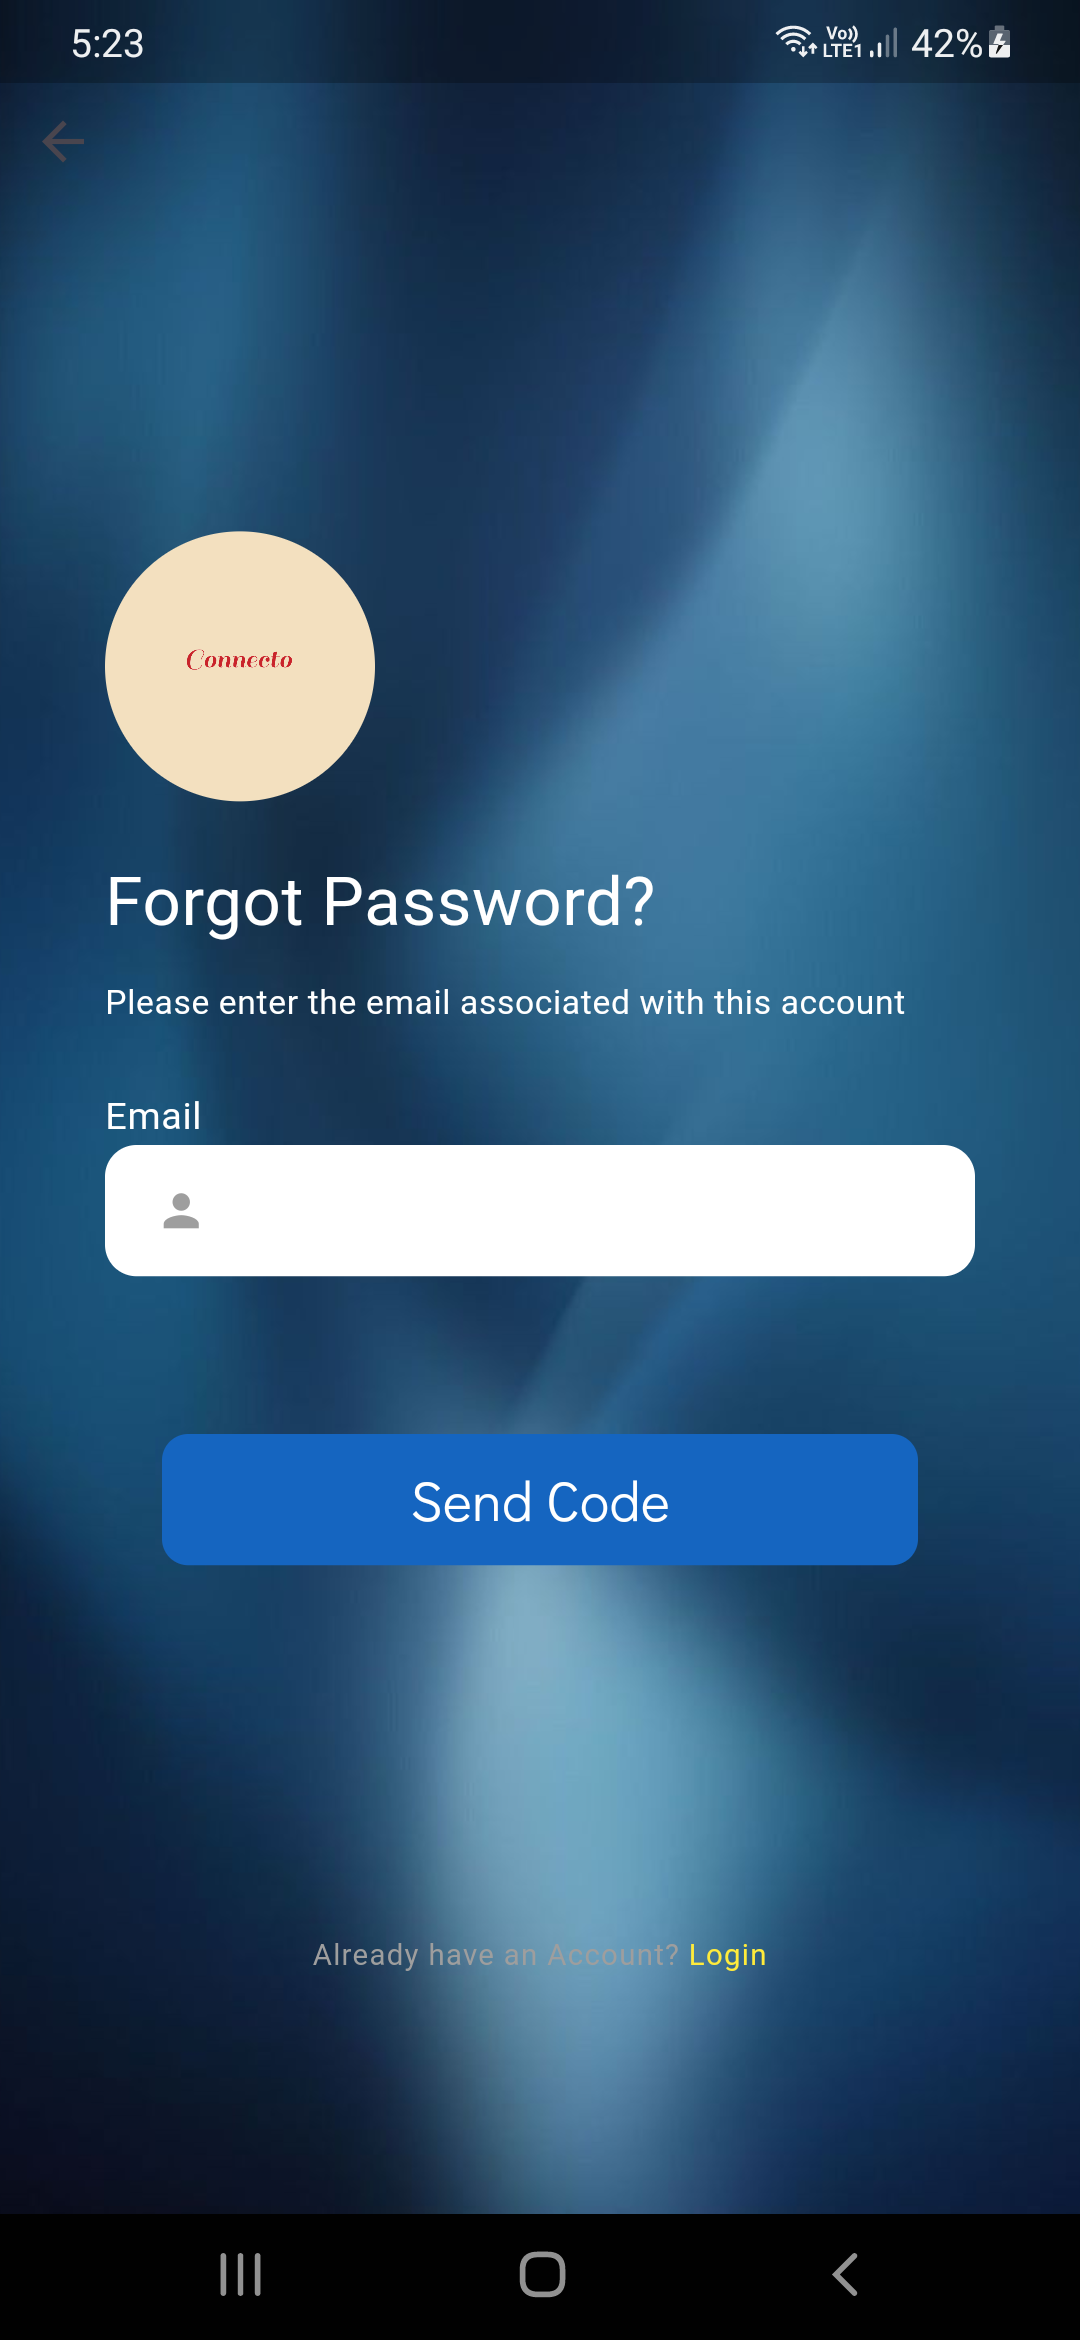 5:23
Vo)) LTE1 42%
Connecto
Forgot Password?
Please enter the email associated with this account
Email
Send Code
Already have an Account? Login